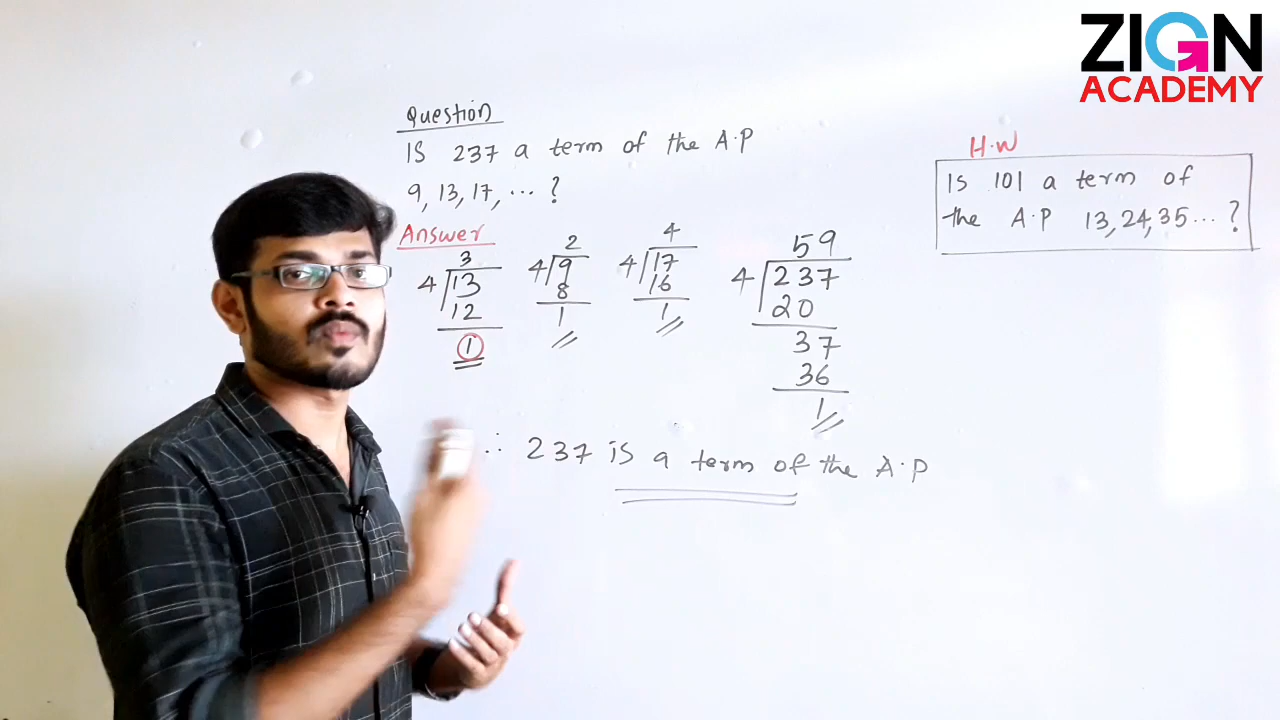 ZIGN
ACADEMY
Question
Is 237 a term of the A.P
9, 13, 17, ... ?
Answer
3
4 13
12
1
2
4 9
8
1
4
4 17
16
1
59
4 237
20
37
36
1
∴ 237 is a term of the A.P
H.W
Is 101 a term of
the A.P 13, 24, 35 ... ?